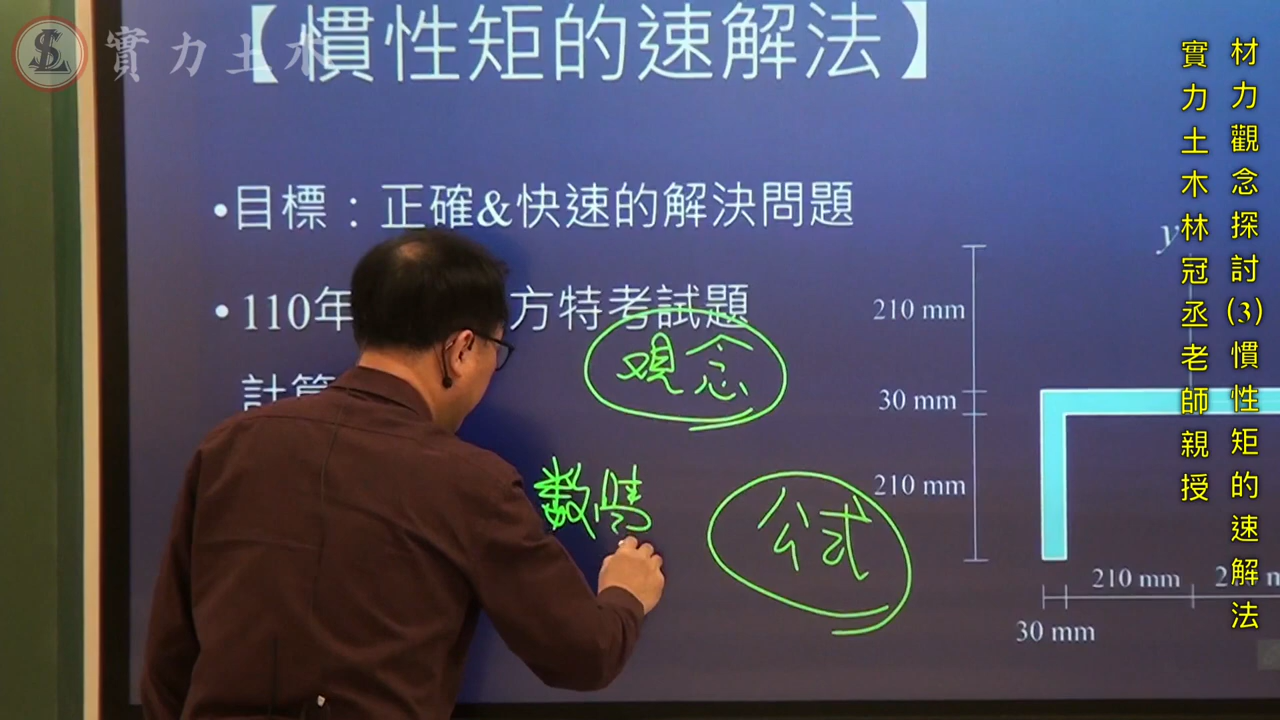 實力土木
【慣性矩的速解法】
•目標：正確&快速的解決問題
•110年
方特考試題
計算
观念
公式
y
210 mm
30 mm
210 mm
210 mm
30 mm
材力觀念探討(3)慣性矩的速解法
實力土木林冠丞老師親授